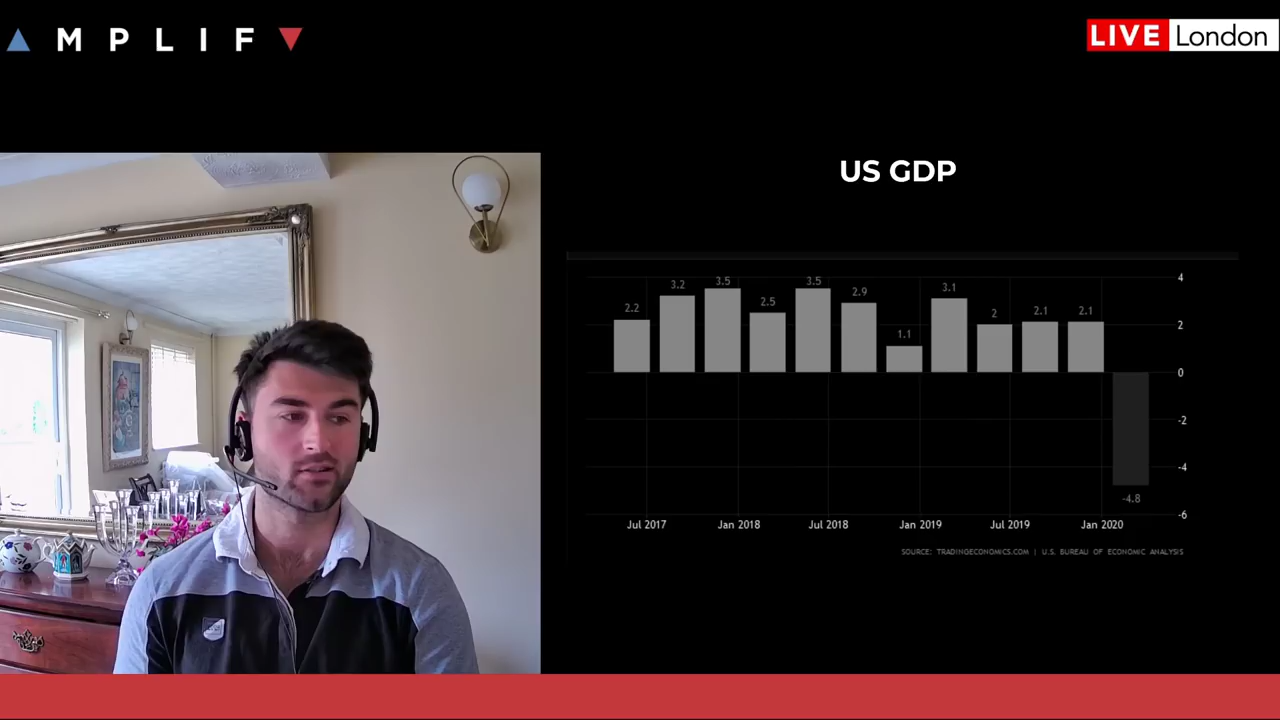 ▲ M P L I F ▼
LIVE London
US GDP
2.2 3.2 3.5 2.5 3.5 2.9 1.1 3.1 2 2.1 2.1
4
2
0
-2
-4
-4.8
-6
Jul 2017 Jan 2018 Jul 2018 Jan 2019 Jul 2019 Jan 2020
SOURCE: TRADINGECONOMICS.COM | U.S. BUREAU OF ECONOMIC ANALYSIS